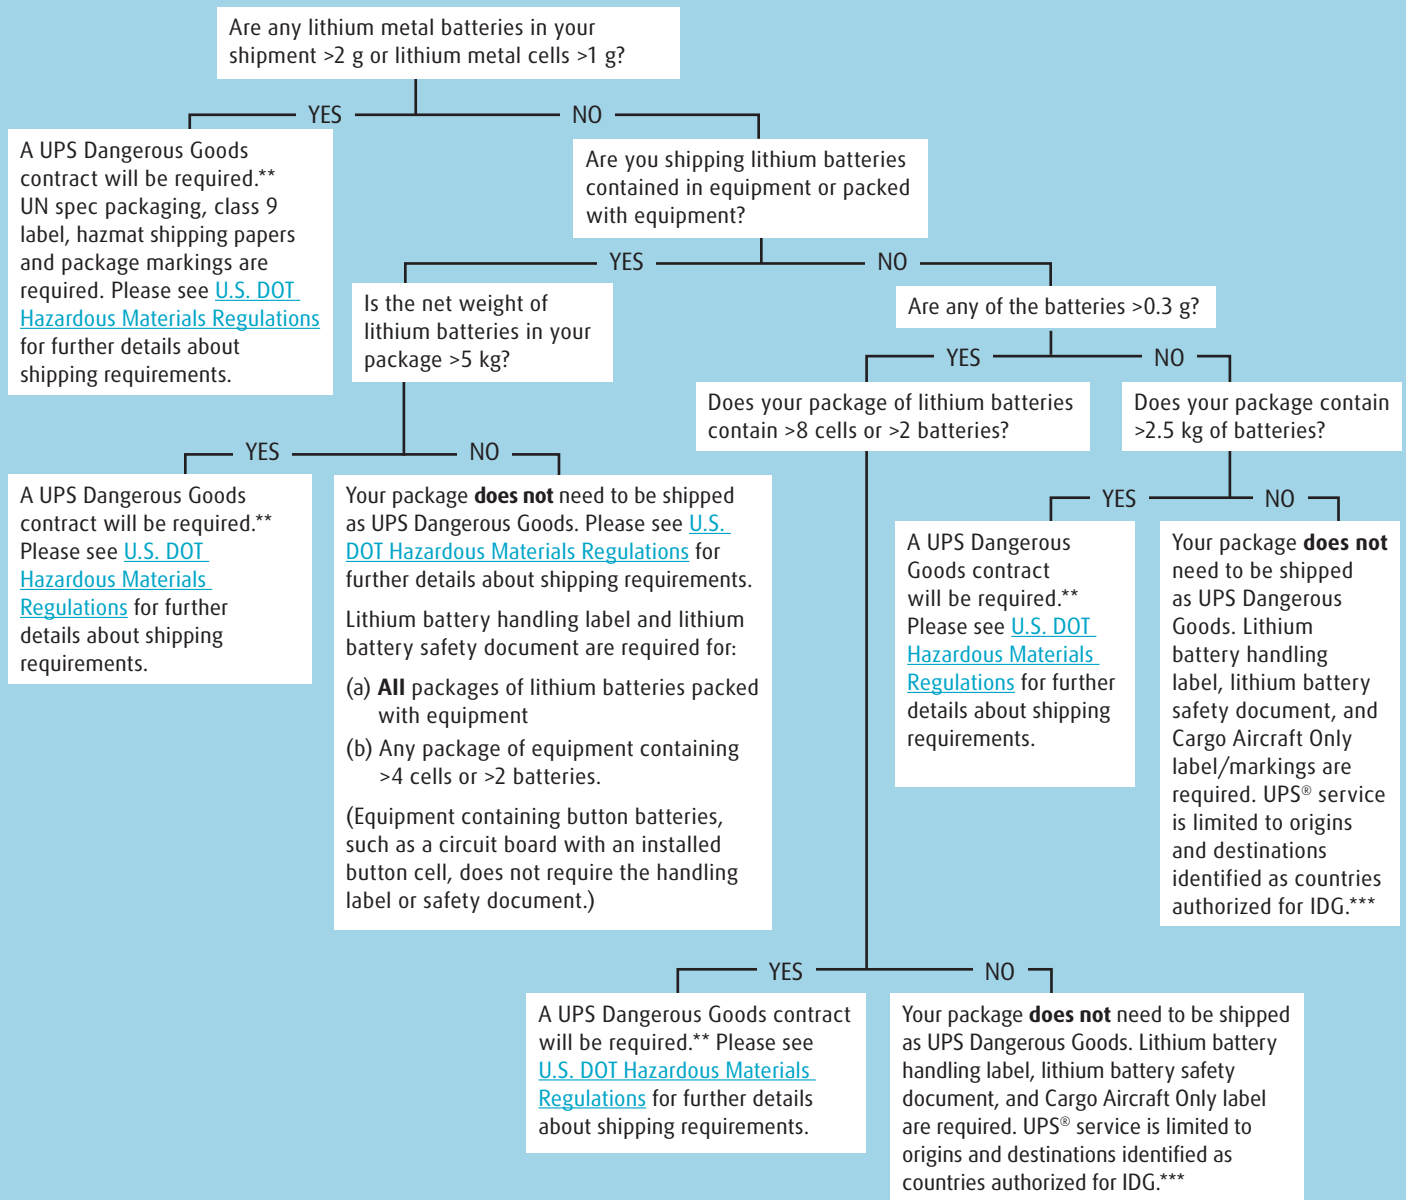 Are any lithium metal batteries in your
shipment >2 g or lithium metal cells >1 g?
YES
NO
A UPS Dangerous Goods
contract will be required.**
UN spec packaging, class 9
label, hazmat shipping papers
and package markings are
required. Please see U.S. DOT
Hazardous Materials Regulations
for further details about
shipping requirements.
Are you shipping lithium batteries
contained in equipment or packed
with equipment?
YES
NO
Is the net weight of
lithium batteries in your
package >5 kg?
Are any of the batteries >0.3 g?
YES
NO
Does your package of lithium batteries
contain >8 cells or >2 batteries?
Does your package contain
>2.5 kg of batteries?
YES
NO
A UPS Dangerous Goods
contract will be required.**
Please see U.S. DOT
Hazardous Materials
Regulations for further
details about shipping
requirements.
Your package does not need to be shipped
as UPS Dangerous Goods. Please see U.S.
DOT Hazardous Materials Regulations for
further details about shipping requirements.
Lithium battery handling label and lithium
battery safety document are required for:
(a) All packages of lithium batteries packed
with equipment
(b) Any package of equipment containing
>4 cells or >2 batteries.
(Equipment containing button batteries,
such as a circuit board with an installed
button cell, does not require the handling
label or safety document.)
YES
NO
A UPS Dangerous
Goods contract
will be required.**
Please see U.S. DOT
Hazardous Materials
Regulations for further
details about shipping
requirements.
Your package does not
need to be shipped
as UPS Dangerous
Goods. Lithium
battery handling
label, lithium battery
safety document, and
Cargo Aircraft Only
label/markings are
required. UPS® service
is limited to origins
and destinations
identified as countries
authorized for IDG.***
YES
NO
A UPS Dangerous Goods contract
will be required.** Please see
U.S. DOT Hazardous Materials
Regulations for further details
about shipping requirements.
Your package does not need to be shipped
as UPS Dangerous Goods. Lithium battery
handling label, lithium battery safety
document, and Cargo Aircraft Only label
are required. UPS® service is limited to
origins and destinations identified as
countries authorized for IDG.***